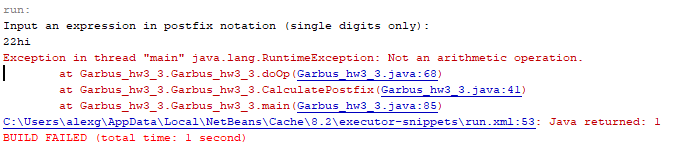 run:
Input an expression in postfix notation (single digits only):
22hi
Exception in thread "main" java.lang.RuntimeException: Not an arithmetic operation.
at Garbus_hw3_3.Garbus_hw3_3.doOp(Garbus_hw3_3.java:68)
at Garbus_hw3_3.Garbus_hw3_3.CalculatePostfix(Garbus_hw3_3.java:41)
at Garbus_hw3_3.Garbus_hw3_3.main(Garbus_hw3_3.java:85)
C:\Users\alexg\AppData\Local\NetBeans\Cache\8.2\executor-snippets\run.xml:53: Java returned: 1
BUILD FAILED (total time: 1 second)